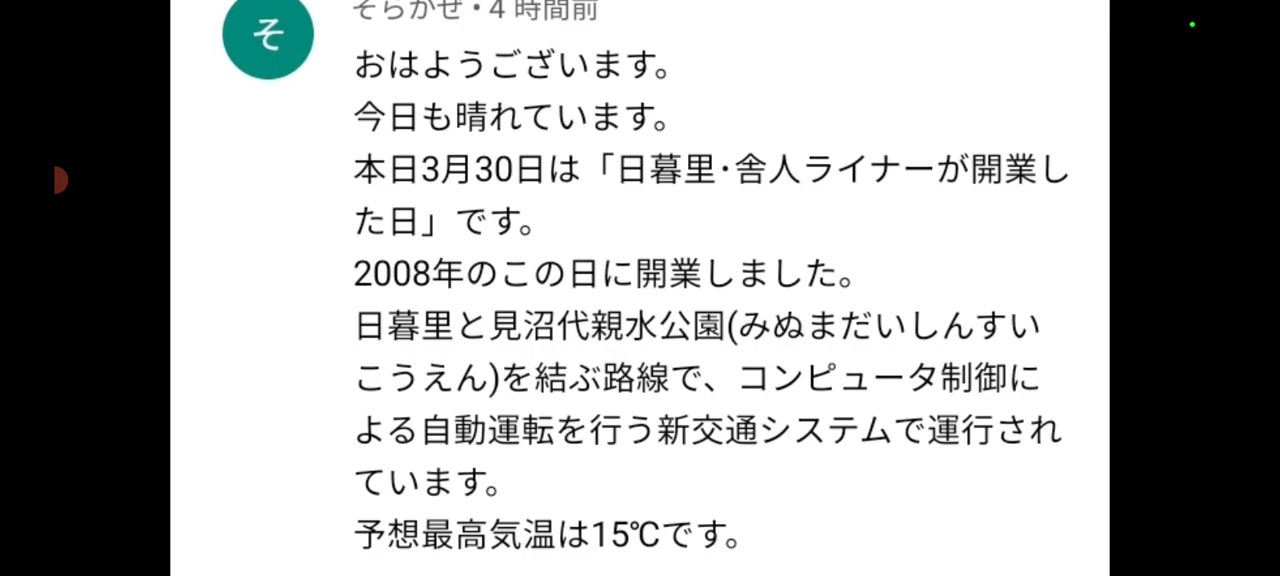 そ
そらかぜ • 4 時間前
おはようございます。
今日も晴れています。
本日3月30日は「日暮里･舎人ライナーが開業し
た日」です。
2008年のこの日に開業しました。
日暮里と見沼代親水公園(みぬまだいしんすい
こうえん)を結ぶ路線で、コンピュータ制御に
よる自動運転を行う新交通システムで運行され
ています。
予想最高気温は15℃です。